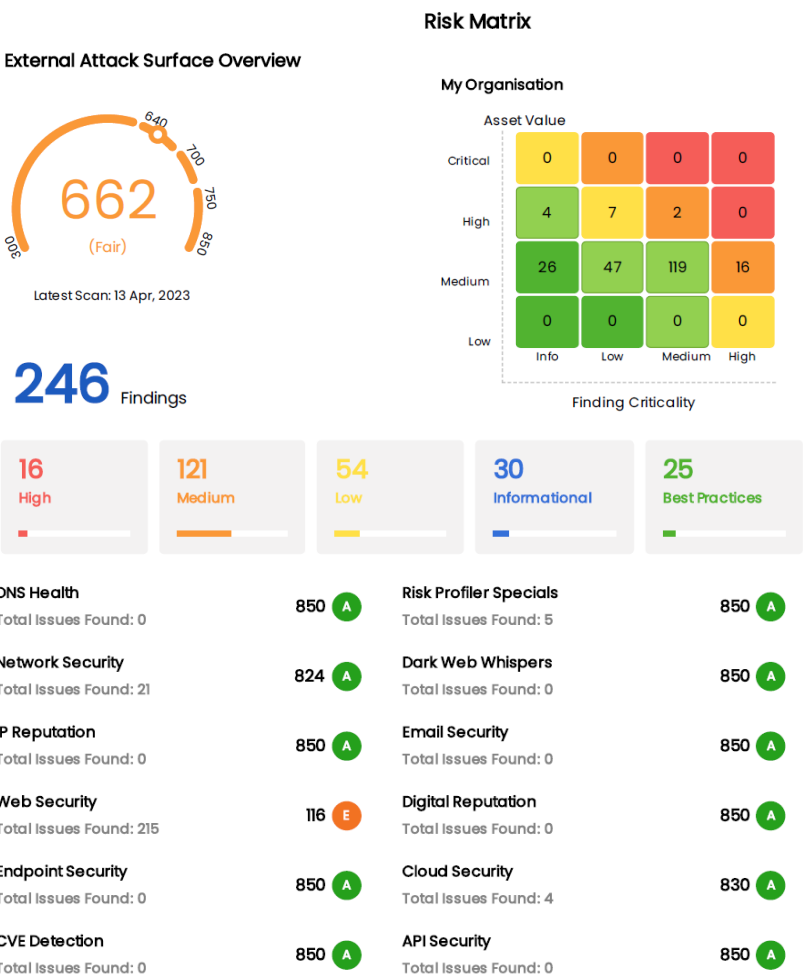 Risk Matrix
External Attack Surface Overview
300
640
700
750
850
662
(Fair)
Latest Scan: 13 Apr, 2023
246 Findings
My Organisation
Asset Value
Critical 0 0 0 0
High 4 7 2 0
Medium 26 47 119 16
Low 0 0 0 0
Info Low Medium High
Finding Criticality
16
High
121
Medium
54
Low
30
Informational
25
Best Practices
DNS Health
850 A
Total Issues Found: 0
Network Security
824 A
Total Issues Found: 21
IP Reputation
850 A
Total Issues Found: 0
Web Security
116 E
Total Issues Found: 215
Endpoint Security
850 A
Total Issues Found: 0
CVE Detection
850 A
Total Issues Found: 0
Risk Profiler Specials
850 A
Total Issues Found: 5
Dark Web Whispers
850 A
Total Issues Found: 0
Email Security
850 A
Total Issues Found: 0
Digital Reputation
850 A
Total Issues Found: 0
Cloud Security
830 A
Total Issues Found: 4
API Security
850 A
Total Issues Found: 0